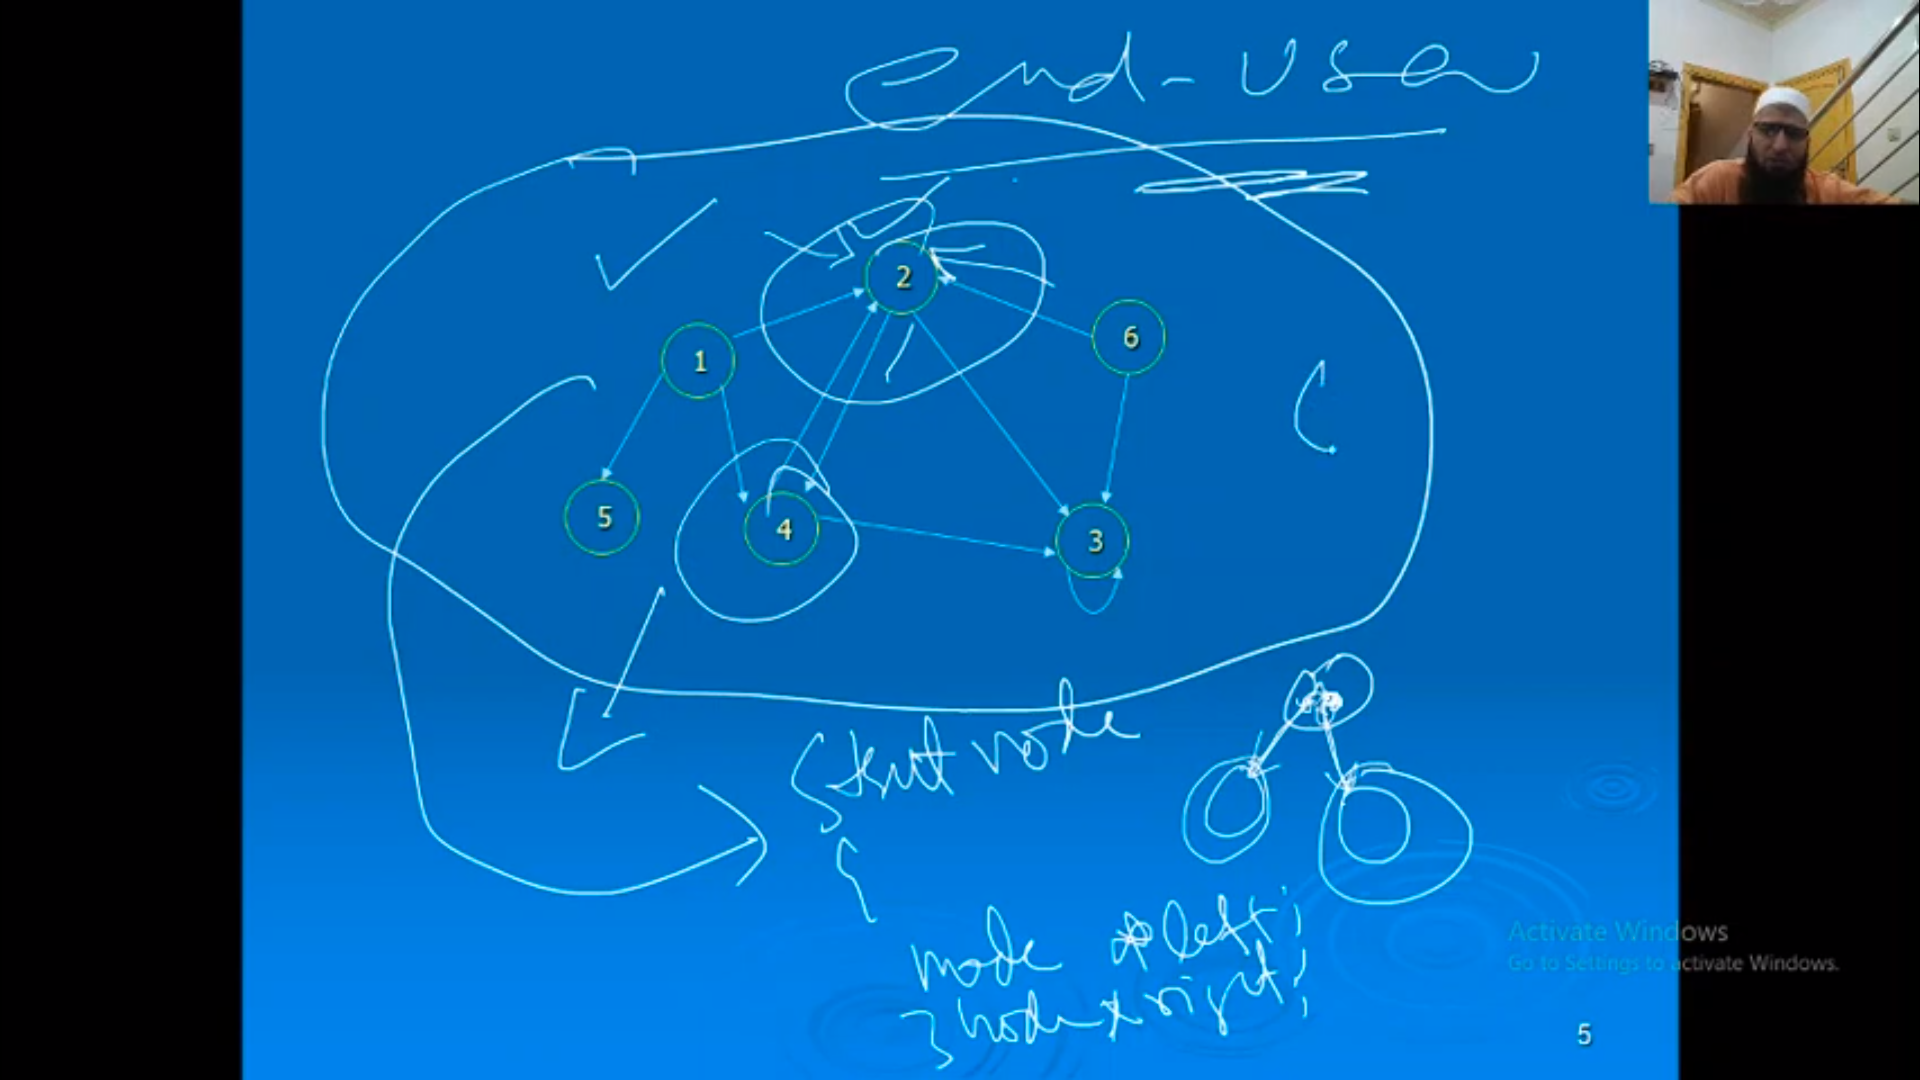 end-user
2
6
1
5
4
3
struct node
{
node *left;
node *right;
}
Activate Windows
Go to Settings to activate Windows.
5